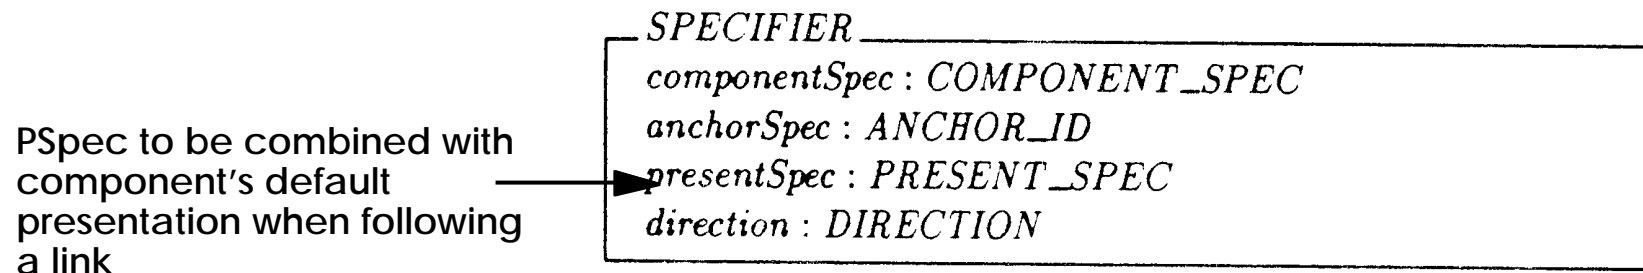 SPECIFIER
componentSpec : COMPONENT_SPEC
anchorSpec : ANCHOR_ID
presentSpec : PRESENT_SPEC
direction : DIRECTION
PSpec to be combined with
component's default
presentation when following
a link